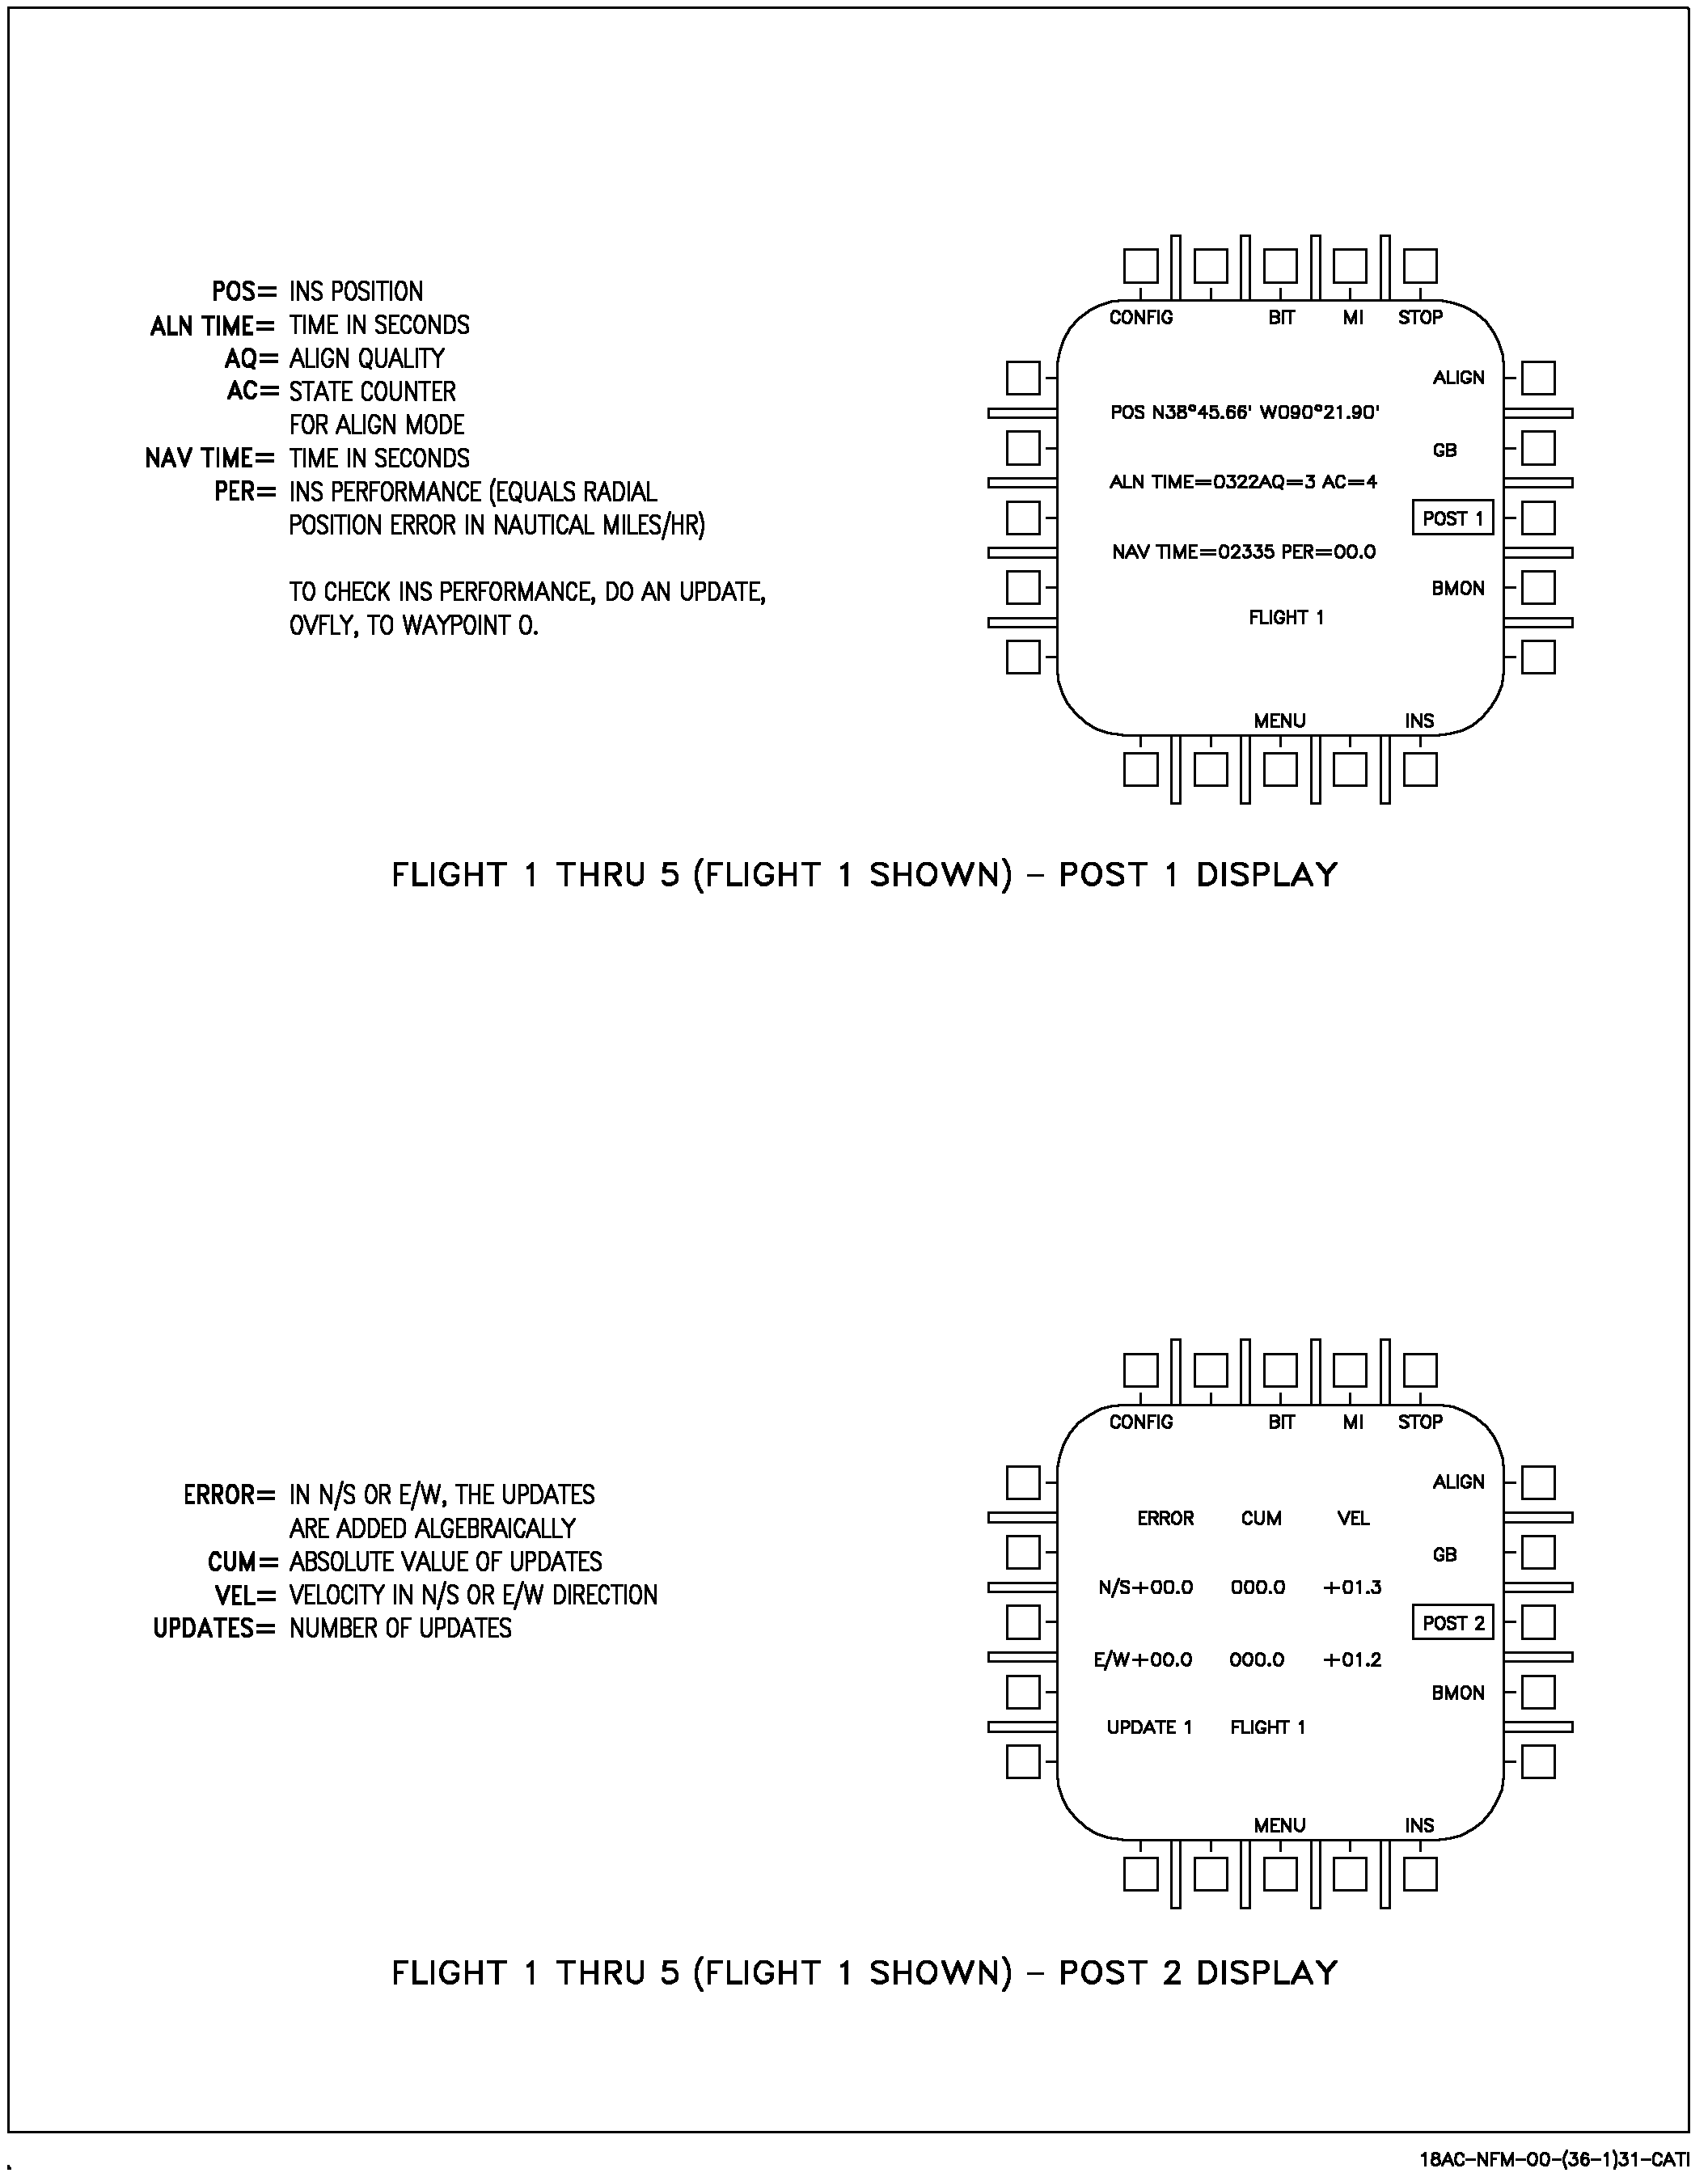 POS= INS POSITION
ALN TIME= TIME IN SECONDS
AQ= ALIGN QUALITY
AC= STATE COUNTER
FOR ALIGN MODE
NAV TIME= TIME IN SECONDS
PER= INS PERFORMANCE (EQUALS RADIAL
POSITION ERROR IN NAUTICAL MILES/HR)
TO CHECK INS PERFORMANCE, DO AN UPDATE,
OVFLY, TO WAYPOINT 0.
CONFIG BIT MI STOP
ALIGN
POS N38°45.66' W090°21.90'
GB
ALN TIME=0322AQ=3 AC=4
POST 1
NAV TIME=02335 PER=00.0
BMON
FLIGHT 1
MENU INS
FLIGHT 1 THRU 5 (FLIGHT 1 SHOWN) - POST 1 DISPLAY
ERROR= IN N/S OR E/W, THE UPDATES
ARE ADDED ALGEBRAICALLY
CUM= ABSOLUTE VALUE OF UPDATES
VEL= VELOCITY IN N/S OR E/W DIRECTION
UPDATES= NUMBER OF UPDATES
CONFIG BIT MI STOP
ALIGN
ERROR CUM VEL
GB
N/S+00.0 000.0 +01.3
POST 2
E/W+00.0 000.0 +01.2
BMON
UPDATE 1 FLIGHT 1
MENU INS
FLIGHT 1 THRU 5 (FLIGHT 1 SHOWN) - POST 2 DISPLAY
18AC-NFM-00-(36-1)31-CATI